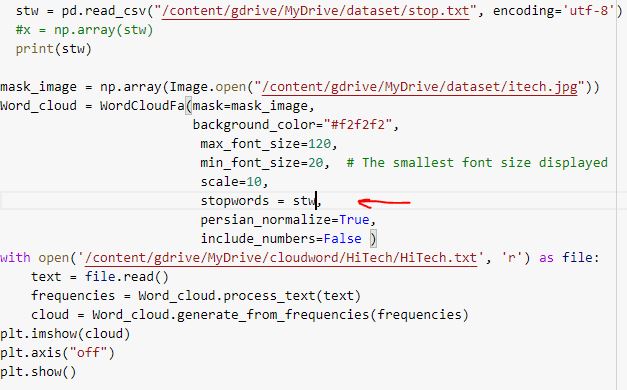 stw = pd.read_csv("/content/gdrive/MyDrive/dataset/stop.txt", encoding='utf-8')
#x = np.array(stw)
print(stw)
mask_image = np.array(Image.open("/content/gdrive/MyDrive/dataset/itech.jpg"))
Word_cloud = WordCloudFa(mask=mask_image,
background_color="#f2f2f2",
max_font_size=120,
min_font_size=20,  # The smallest font size displayed
scale=10,
stopwords = stw,
persian_normalize=True,
include_numbers=False )
with open('/content/gdrive/MyDrive/cloudword/HiTech/HiTech.txt', 'r') as file:
text = file.read()
frequencies = Word_cloud.process_text(text)
cloud = Word_cloud.generate_from_frequencies(frequencies)
plt.imshow(cloud)
plt.axis("off")
plt.show()